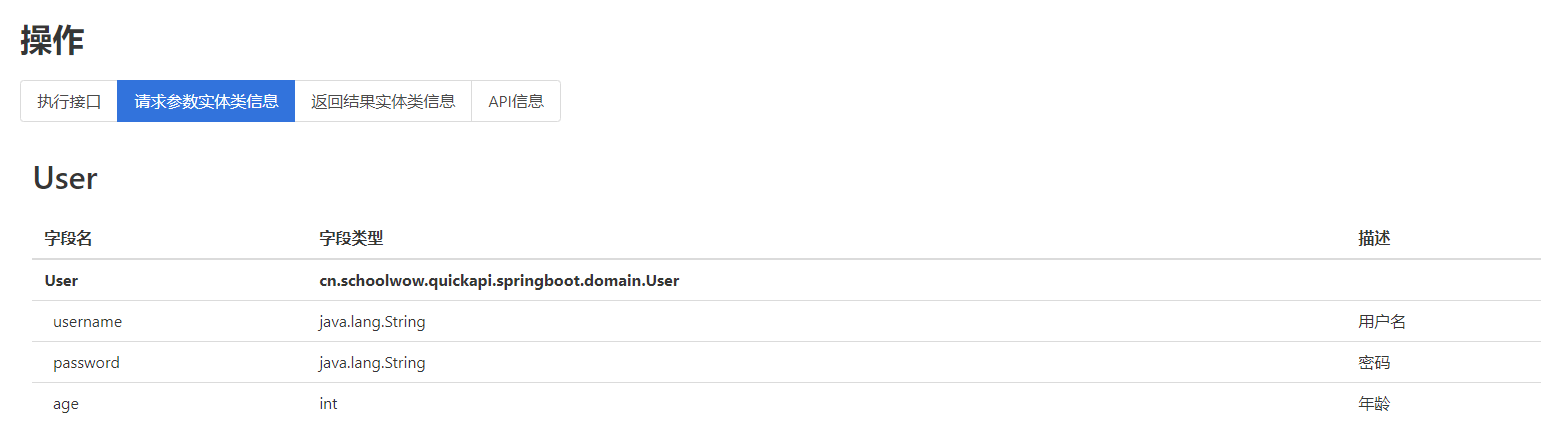 操作
执行接口 请求参数实体类信息 返回结果实体类信息 API信息
User
字段名 字段类型 描述
User cn.schoolwow.quickapi.springboot.domain.User
username java.lang.String 用户名
password java.lang.String 密码
age int 年龄